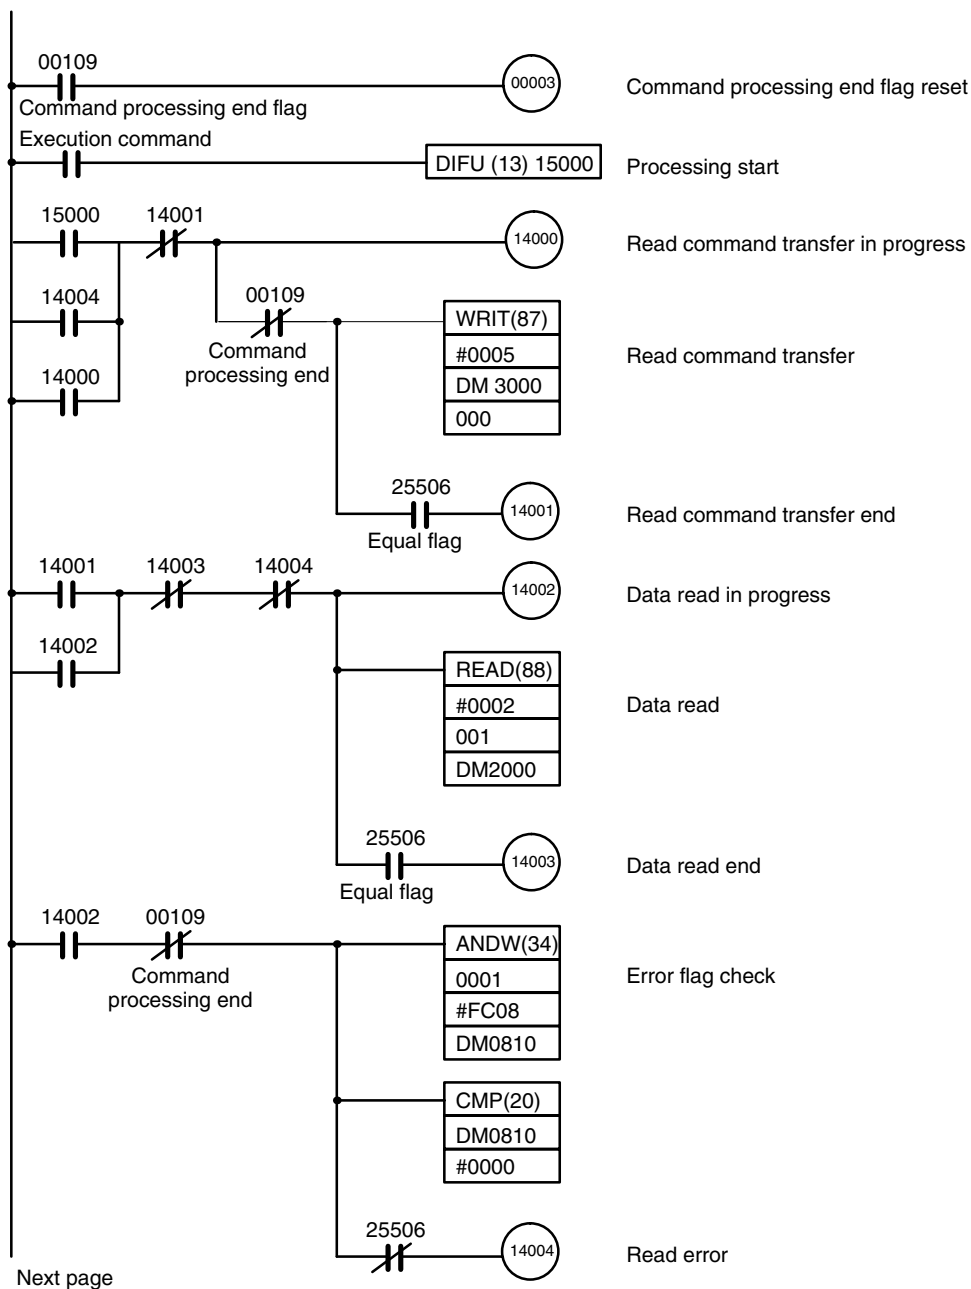 00109
00003
Command processing end flag reset
Command processing end flag
Execution command
DIFU (13) 15000
Processing start
15000
14001
14000
Read command transfer in progress
14004
00109
WRIT(87)
Command
processing end
#0005
Read command transfer
14000
DM 3000
000
25506
14001
Read command transfer end
Equal flag
14001
14003
14004
14002
Data read in progress
14002
READ(88)
#0002
Data read
001
DM2000
25506
14003
Data read end
Equal flag
14002
00109
ANDW(34)
Command
processing end
0001
Error flag check
#FC08
DM0810
CMP(20)
DM0810
#0000
25506
14004
Read error
Next page